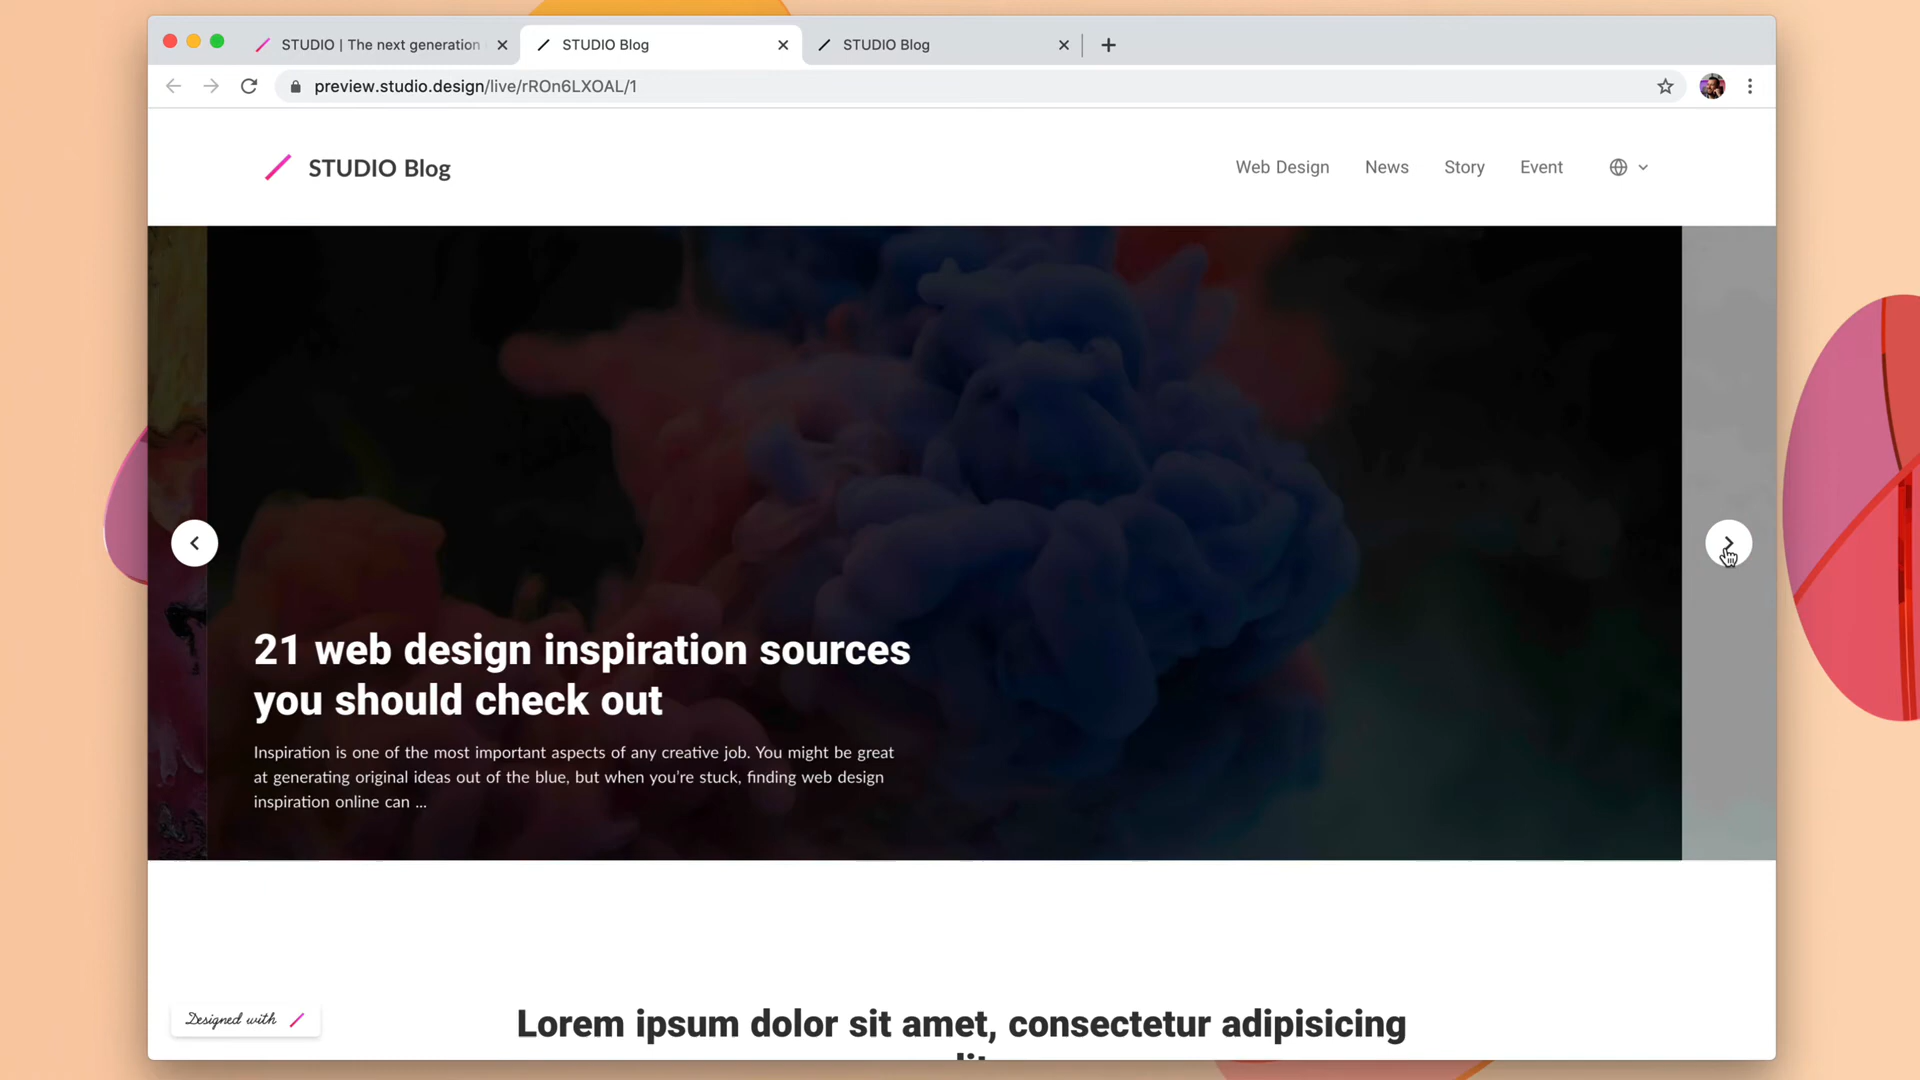 STUDIO | The next generation
STUDIO Blog
STUDIO Blog
preview.studio.design/live/rROn6LXOAL/1
STUDIO Blog
Web Design
News
Story
Event
21 web design inspiration sources
you should check out
Inspiration is one of the most important aspects of any creative job. You might be great
at generating original ideas out of the blue, but when you're stuck, finding web design
inspiration online can ...
Designed with
Lorem ipsum dolor sit amet, consectetur adipisicing